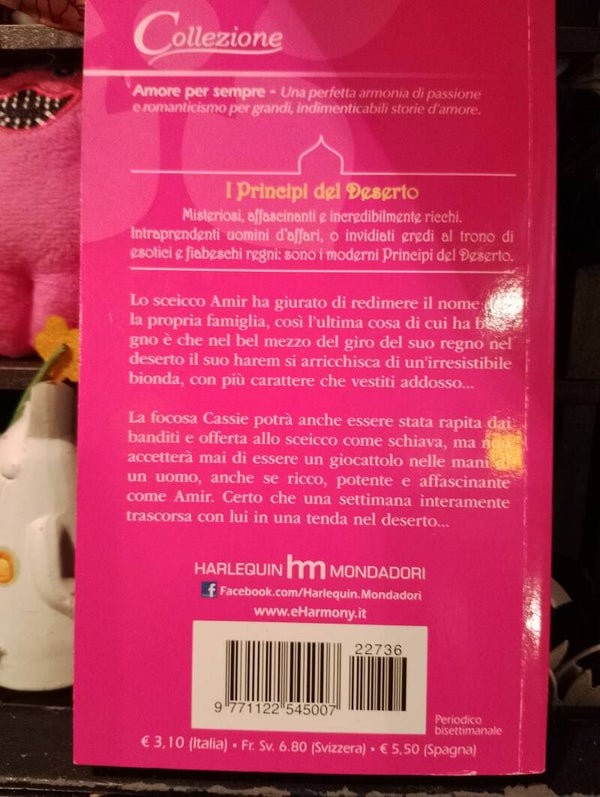 Collezione
Amore per sempre - Una perfetta armonia di passione
e romanticismo per grandi, indimenticabili storie d'amore.
I Principi del Deserto
Misteriosi, affascinanti e incredibilmente ricchi.
Intraprendenti uomini d'affari, o invidiati eredi al trono di
esotici e fiabeschi regni: sono i moderni Principi del Deserto.
Lo sceicco Amir ha giurato di redimere il nome
la propria famiglia, così l'ultima cosa di cui ha
gno è che nel bel mezzo del giro del suo regno nel
deserto il suo harem si arricchisca di un'irresistibile
bionda, con più carattere che vestiti addosso...
La focosa Cassie potrà anche essere stata rapita dai
banditi e offerta allo sceicco come schiava, ma
accetterà mai di essere un giocattolo nelle mani
un uomo, anche se ricco, potente e affascinante
come Amir. Certo che una settimana interamente
trascorsa con lui in una tenda nel deserto...
HARLEQUIN hm MONDADORI
f Facebook.com/Harlequin.Mondadori
www.eHarmony.it
22736
9 771122 545007
Periodico
bisettimanale
€ 3,10 (Italia) • Fr. Sv. 6.80 (Svizzera) • € 5,50 (Spagna)